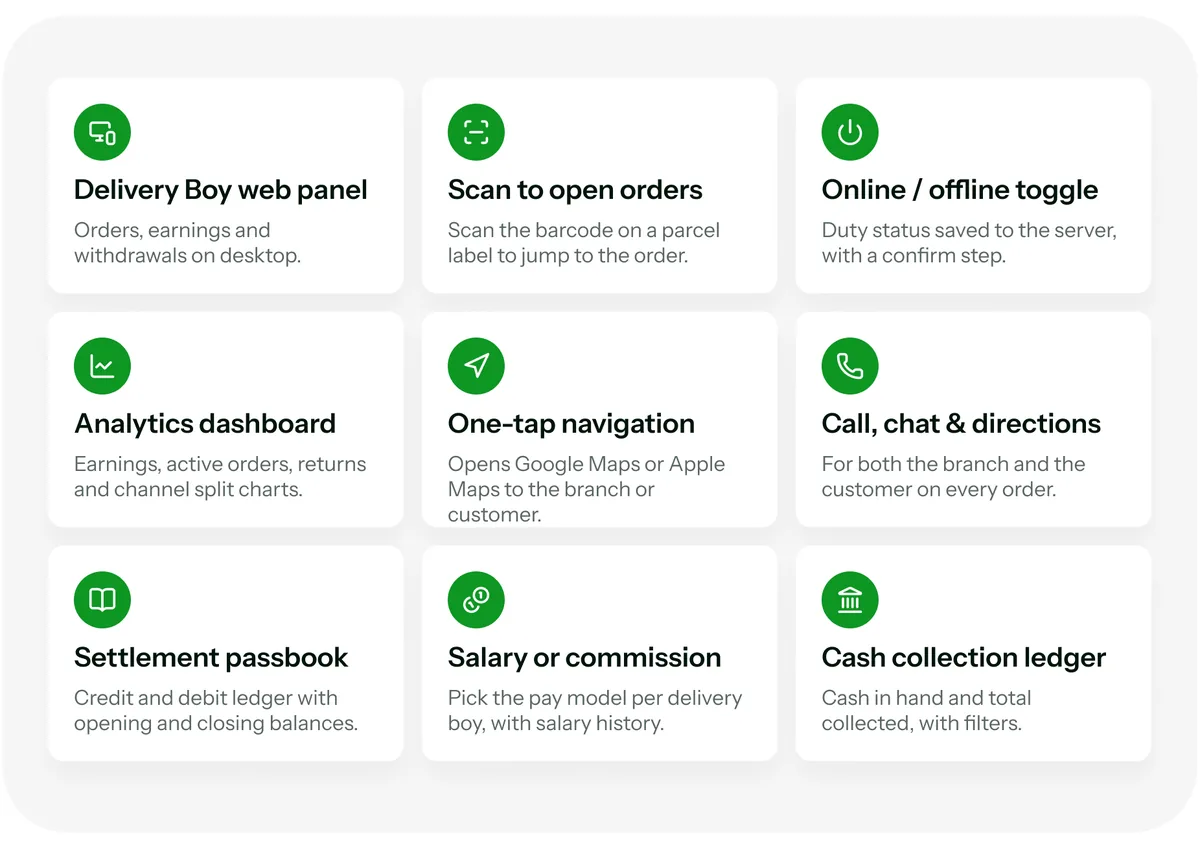 Delivery Boy web panel
Orders, earnings and
withdrawals on desktop.
Scan to open orders
Scan the barcode on a parcel
label to jump to the order.
Online / offline toggle
Duty status saved to the server,
with a confirm step.
Analytics dashboard
Earnings, active orders, returns
and channel split charts.
One-tap navigation
Opens Google Maps or Apple
Maps to the branch or
customer.
Call, chat & directions
For both the branch and the
customer on every order.
Settlement passbook
Credit and debit ledger with
opening and closing balances.
Salary or commission
Pick the pay model per delivery
boy, with salary history.
Cash collection ledger
Cash in hand and total
collected, with filters.